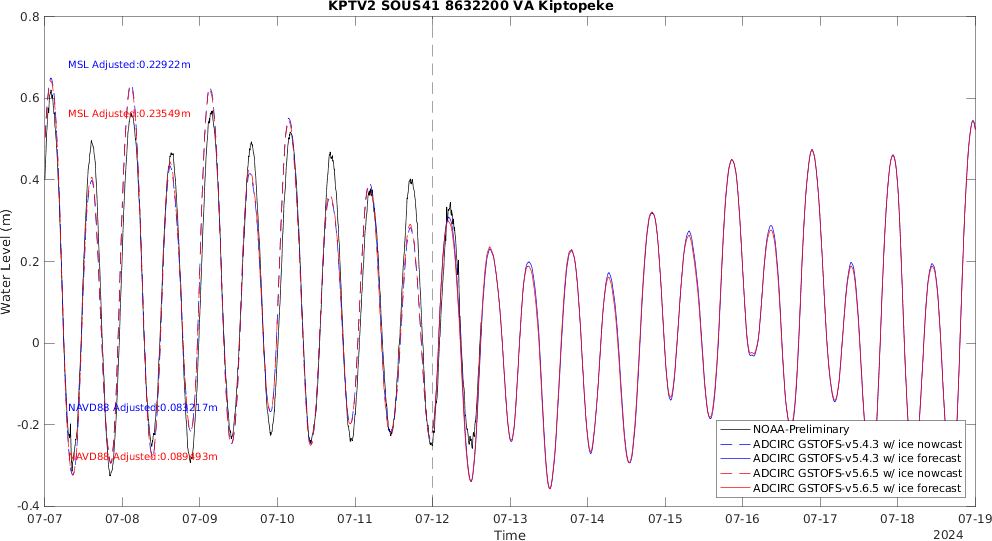 KPTV2 SOUS41 8632200 VA Kiptopeke
0.8
0.6
0.4
0.2
0
-0.2
-0.4
Water Level (m)
MSL Adjusted:0.22922m
MSL Adjusted:0.23549m
NAVD88 Adjusted:0.083217m
NAVD88 Adjusted:0.089493m
NOAA-Preliminary
ADCIRC GSTOFS-v5.4.3 w/ ice nowcast
ADCIRC GSTOFS-v5.4.3 w/ ice forecast
ADCIRC GSTOFS-v5.6.5 w/ ice nowcast
ADCIRC GSTOFS-v5.6.5 w/ ice forecast
07-07 07-08 07-09 07-10 07-11 07-12 07-13 07-14 07-15 07-16 07-17 07-18 07-19
Time
2024